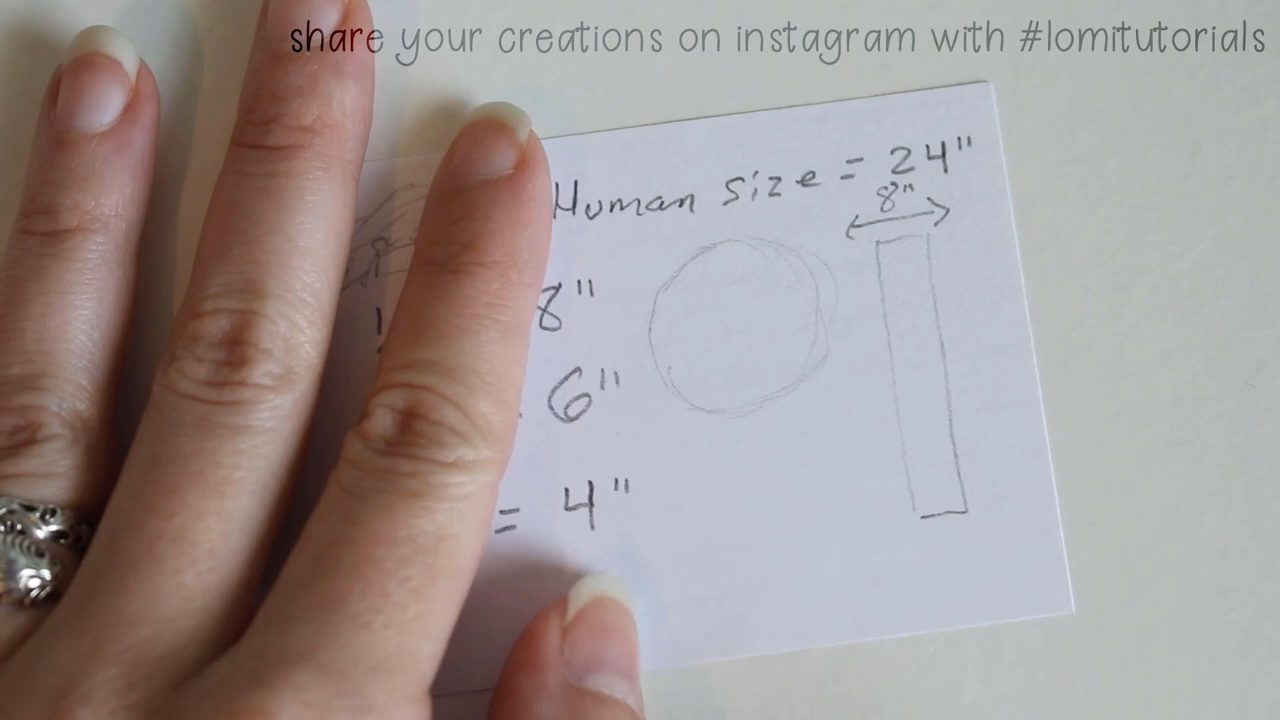 share your creations on instagram with #lomitutorials
Human Size = 24"
8"
8"
6"
= 4"